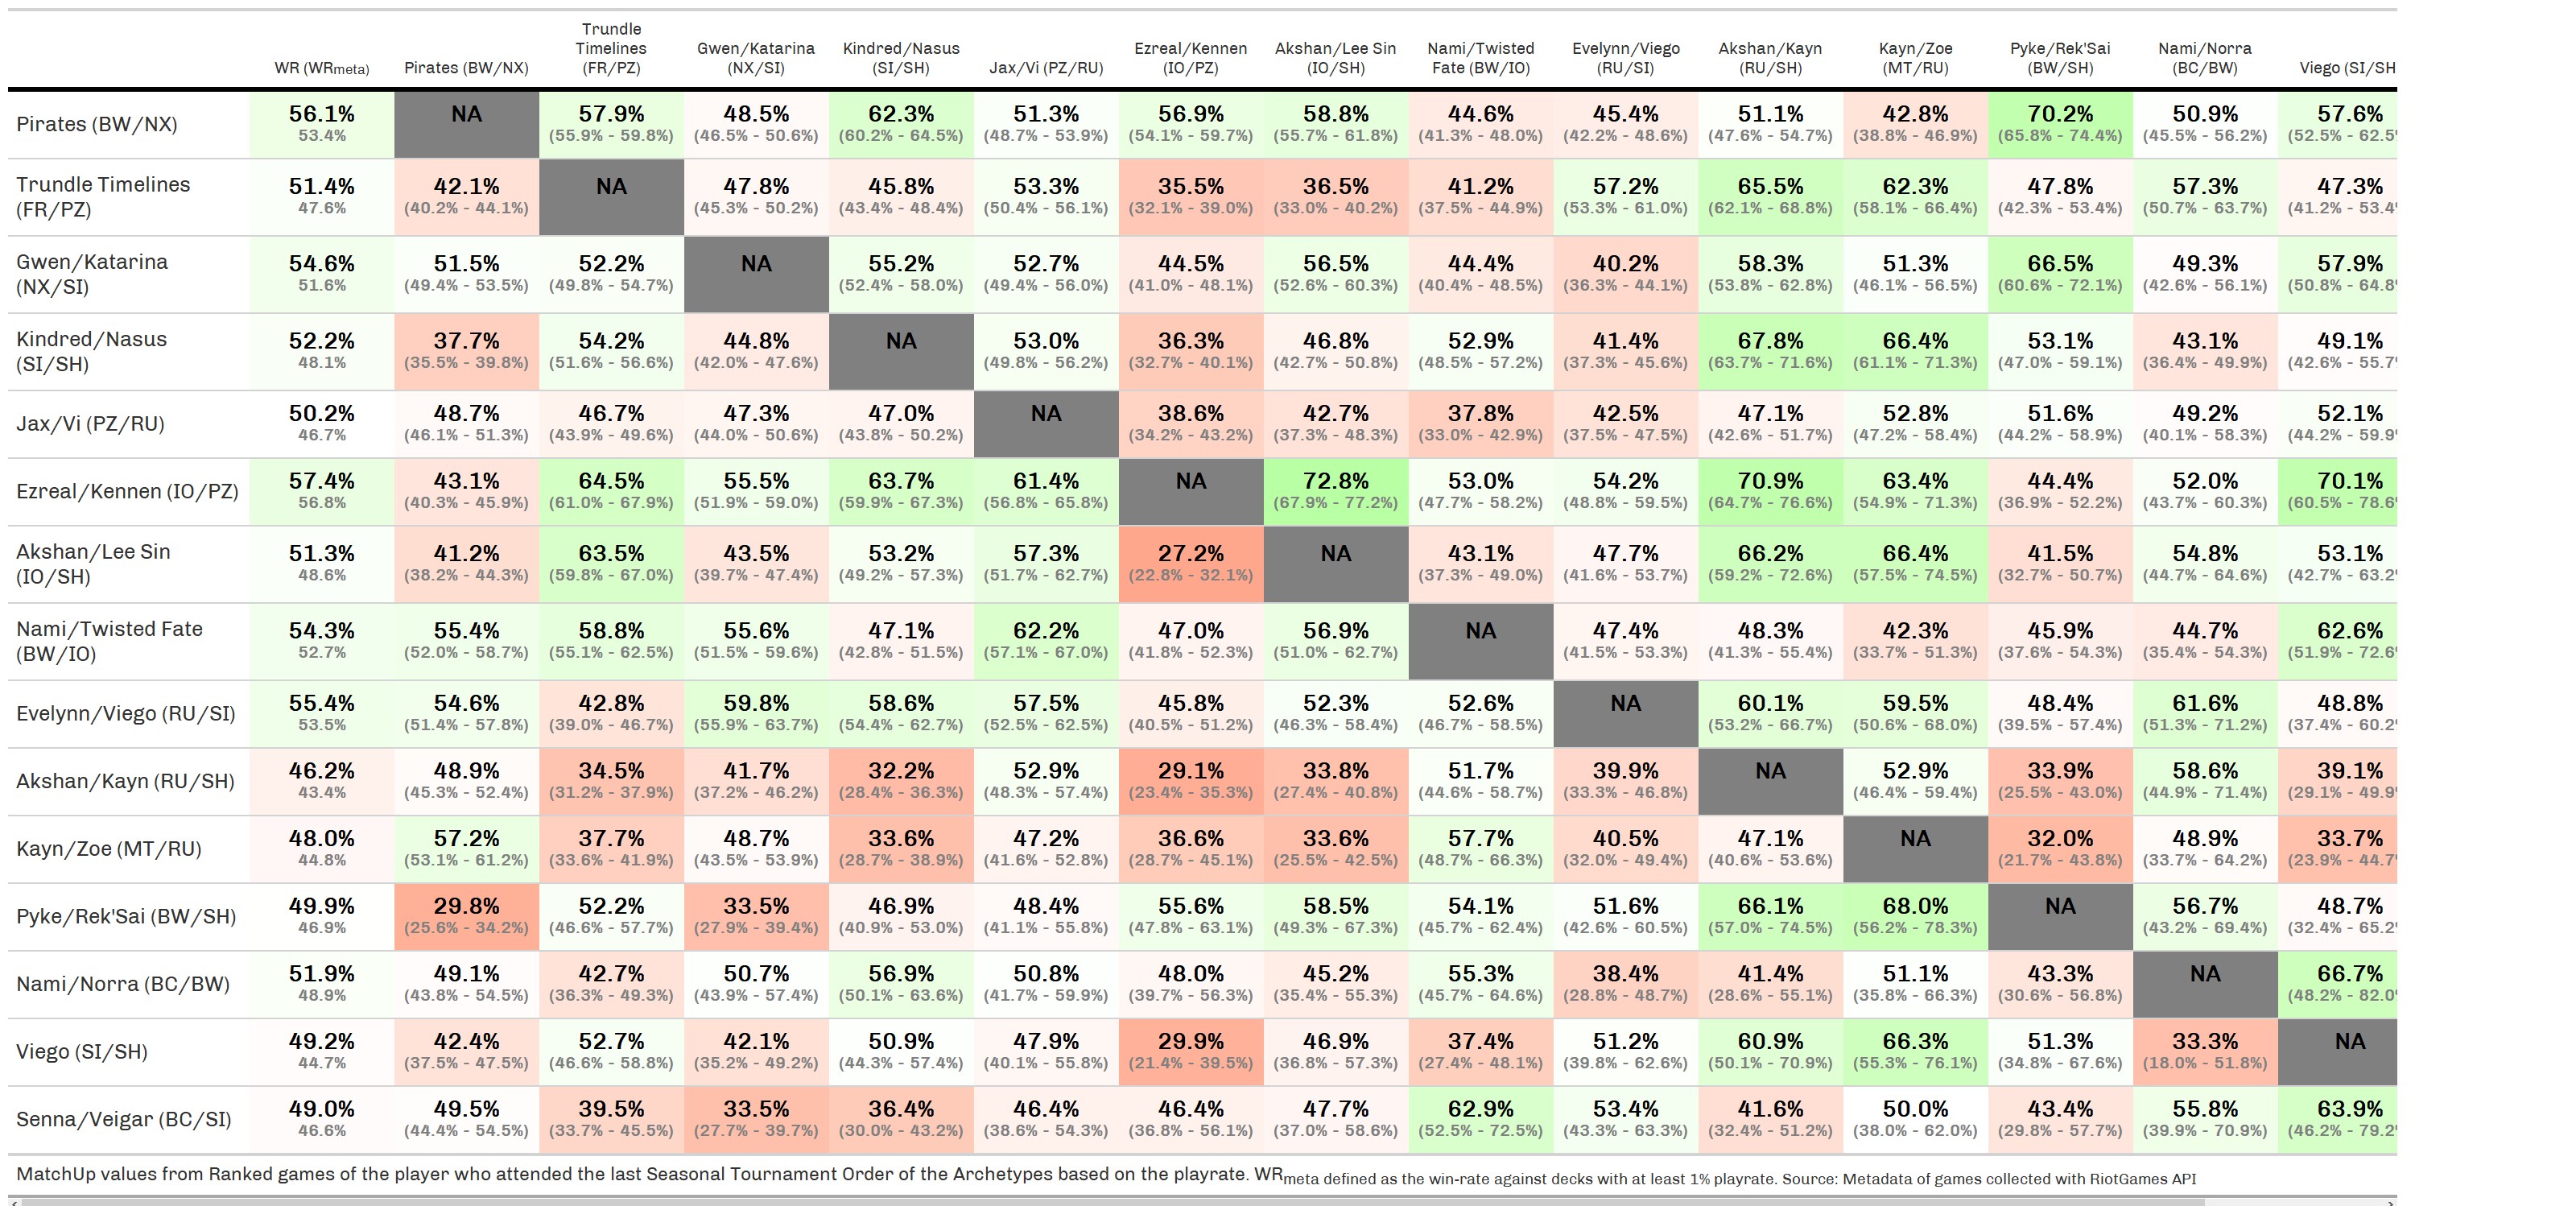 WR (WRmeta) Pirates (BW/NX) Trundle Timelines (FR/PZ) Gwen/Katarina (NX/SI) Kindred/Nasus (SI/SH) Jax/Vi (PZ/RU) Ezreal/Kennen (IO/PZ) Akshan/Lee Sin (IO/SH) Nami/Twisted Fate (BW/IO) Evelynn/Viego (RU/SI) Akshan/Kayn (RU/SH) Kayn/Zoe (MT/RU) Pyke/Rek'Sai (BW/SH) Nami/Norra (BC/BW) Viego (SI/SH
Pirates (BW/NX) 56.1% NA 57.9% 48.5% 62.3% 51.3% 56.9% 58.8% 44.6% 45.4% 51.1% 42.8% 70.2% 50.9% 57.6%
53.4% (55.9% - 59.8%) (46.5% - 50.6%) (60.2% - 64.5%) (48.7% - 53.9%) (54.1% - 59.7%) (55.7% - 61.8%) (41.3% - 48.0%) (42.2% - 48.6%) (47.6% - 54.7%) (38.8% - 46.9%) (65.8% - 74.4%) (45.5% - 56.2%) (52.5% - 62.5%
Trundle Timelines (FR/PZ) 51.4% 42.1% NA 47.8% 45.8% 53.3% 35.5% 36.5% 41.2% 57.2% 65.5% 62.3% 47.8% 57.3% 47.3%
47.6% (40.2% - 44.1%) (45.3% - 50.2%) (43.4% - 48.4%) (50.4% - 56.1%) (32.1% - 39.0%) (33.0% - 40.2%) (37.5% - 44.9%) (53.3% - 61.0%) (62.1% - 68.8%) (58.1% - 66.4%) (42.3% - 53.4%) (50.7% - 63.7%) (41.2% - 53.4%
Gwen/Katarina (NX/SI) 54.6% 51.5% 52.2% NA 55.2% 52.7% 44.5% 56.5% 44.4% 40.2% 58.3% 51.3% 66.5% 49.3% 57.9%
51.6% (49.4% - 53.5%) (49.8% - 54.7%) (52.4% - 58.0%) (49.4% - 56.0%) (41.0% - 48.1%) (52.6% - 60.3%) (40.4% - 48.5%) (36.3% - 44.1%) (53.8% - 62.8%) (46.1% - 56.5%) (60.6% - 72.1%) (42.6% - 56.1%) (50.8% - 64.8%
Kindred/Nasus (SI/SH) 52.2% 37.7% 54.2% 44.8% NA 53.0% 36.3% 46.8% 52.9% 41.4% 67.8% 66.4% 53.1% 43.1% 49.1%
48.1% (35.5% - 39.8%) (51.6% - 56.6%) (42.0% - 47.6%) (49.8% - 56.2%) (32.7% - 40.1%) (42.7% - 50.8%) (48.5% - 57.2%) (37.3% - 45.6%) (63.7% - 71.6%) (61.1% - 71.3%) (47.0% - 59.1%) (36.4% - 49.9%) (42.6% - 55.7%
Jax/Vi (PZ/RU) 50.2% 48.7% 46.7% 47.3% 47.0% NA 38.6% 42.7% 37.8% 42.5% 47.1% 52.8% 51.6% 49.2% 52.1%
46.7% (46.1% - 51.3%) (43.9% - 49.6%) (44.0% - 50.6%) (43.8% - 50.2%) (34.2% - 43.2%) (37.3% - 48.3%) (33.0% - 42.9%) (37.5% - 47.5%) (42.6% - 51.7%) (47.2% - 58.4%) (44.2% - 58.9%) (40.1% - 58.3%) (44.2% - 59.9%
Ezreal/Kennen (IO/PZ) 57.4% 43.1% 64.5% 55.5% 63.7% 61.4% NA 72.8% 53.0% 54.2% 70.9% 63.4% 44.4% 52.0% 70.1%
56.8% (40.3% - 45.9%) (61.0% - 67.9%) (51.9% - 59.0%) (59.9% - 67.3%) (56.8% - 65.8%) (67.9% - 77.2%) (47.7% - 58.2%) (48.8% - 59.5%) (64.7% - 76.6%) (54.9% - 71.3%) (36.9% - 52.2%) (43.7% - 60.3%) (60.5% - 78.6%
Akshan/Lee Sin (IO/SH) 51.3% 41.2% 63.5% 43.5% 53.2% 57.3% 27.2% NA 43.1% 47.7% 66.2% 66.4% 41.5% 54.8% 53.1%
48.6% (38.2% - 44.3%) (59.8% - 67.0%) (39.7% - 47.4%) (49.2% - 57.3%) (51.7% - 62.7%) (22.8% - 32.1%) (37.3% - 49.0%) (41.6% - 53.7%) (59.2% - 72.6%) (57.5% - 74.5%) (32.7% - 50.7%) (44.7% - 64.6%) (42.7% - 63.2%
Nami/Twisted Fate (BW/IO) 54.3% 55.4% 58.8% 55.6% 47.1% 62.2% 47.0% 56.9% NA 47.4% 48.3% 42.3% 45.9% 44.7% 62.6%
52.7% (52.0% - 58.7%) (55.1% - 62.5%) (51.5% - 59.6%) (42.8% - 51.5%) (57.1% - 67.0%) (41.8% - 52.3%) (51.0% - 62.7%) (41.5% - 53.3%) (41.3% - 55.4%) (33.7% - 51.3%) (37.6% - 54.3%) (35.4% - 54.3%) (51.9% - 72.6%
Evelynn/Viego (RU/SI) 55.4% 54.6% 42.8% 59.8% 58.6% 57.5% 45.8% 52.3% 52.6% NA 60.1% 59.5% 48.4% 61.6% 48.8%
53.5% (51.4% - 57.8%) (39.0% - 46.7%) (55.9% - 63.7%) (54.4% - 62.7%) (52.5% - 62.5%) (40.5% - 51.2%) (46.3% - 58.4%) (46.7% - 58.5%) (53.2% - 66.7%) (50.6% - 68.0%) (39.5% - 57.4%) (51.3% - 71.2%) (37.4% - 60.2%
Akshan/Kayn (RU/SH) 46.2% 48.9% 34.5% 41.7% 32.2% 52.9% 29.1% 33.8% 51.7% 39.9% NA 52.9% 33.9% 58.6% 39.1%
43.4% (45.3% - 52.4%) (31.2% - 37.9%) (37.2% - 46.2%) (28.4% - 36.3%) (48.3% - 57.4%) (23.4% - 35.3%) (27.4% - 40.8%) (44.6% - 58.7%) (33.3% - 46.8%) (46.4% - 59.4%) (25.5% - 43.0%) (44.9% - 71.4%) (29.1% - 49.9%
Kayn/Zoe (MT/RU) 48.0% 57.2% 37.7% 48.7% 33.6% 47.2% 36.6% 33.6% 57.7% 40.5% 47.1% NA 32.0% 48.9% 33.7%
44.8% (53.1% - 61.2%) (33.6% - 41.9%) (43.5% - 53.9%) (28.7% - 38.9%) (41.6% - 52.8%) (28.7% - 45.1%) (25.5% - 42.5%) (48.7% - 66.3%) (32.0% - 49.4%) (40.6% - 53.6%) (21.7% - 43.8%) (33.7% - 64.2%) (23.9% - 44.7%
Pyke/Rek'Sai (BW/SH) 49.9% 29.8% 52.2% 33.5% 46.9% 48.4% 55.6% 58.5% 54.1% 51.6% 66.1% 68.0% NA 56.7% 48.7%
46.9% (25.6% - 34.2%) (46.6% - 57.7%) (27.9% - 39.4%) (40.9% - 53.0%) (41.1% - 55.8%) (47.8% - 63.1%) (49.3% - 67.3%) (45.7% - 62.4%) (42.6% - 60.5%) (57.0% - 74.5%) (56.2% - 78.3%) (43.2% - 69.4%) (32.4% - 65.2%
Nami/Norra (BC/BW) 51.9% 49.1% 42.7% 50.7% 56.9% 50.8% 48.0% 45.2% 55.3% 38.4% 41.4% 51.1% 43.3% NA 66.7%
48.9% (43.8% - 54.5%) (36.3% - 49.3%) (43.9% - 57.4%) (50.1% - 63.6%) (41.7% - 59.9%) (39.7% - 56.3%) (35.4% - 55.3%) (45.7% - 64.6%) (28.8% - 48.7%) (28.6% - 55.1%) (35.8% - 66.3%) (30.6% - 56.8%) (48.2% - 82.0%
Viego (SI/SH) 49.2% 42.4% 52.7% 42.1% 50.9% 47.9% 29.9% 46.9% 37.4% 51.2% 60.9% 66.3% 51.3% 33.3% NA
44.7% (37.5% - 47.5%) (46.6% - 58.8%) (35.2% - 49.2%) (44.3% - 57.4%) (40.1% - 55.8%) (21.4% - 39.5%) (36.8% - 57.3%) (27.4% - 48.1%) (39.8% - 62.6%) (50.1% - 70.9%) (55.3% - 76.1%) (34.8% - 67.6%) (18.0% - 51.8%)
Senna/Veigar (BC/SI) 49.0% 49.5% 39.5% 33.5% 36.4% 46.4% 46.4% 47.7% 62.9% 53.4% 41.6% 50.0% 43.4% 55.8% 63.9%
46.6% (44.4% - 54.5%) (33.7% - 45.5%) (27.7% - 39.7%) (30.0% - 43.2%) (38.6% - 54.3%) (36.8% - 56.1%) (37.0% - 58.6%) (52.5% - 72.5%) (43.3% - 63.3%) (32.4% - 51.2%) (38.0% - 62.0%) (29.8% - 57.7%) (39.9% - 70.9%) (46.2% - 79.2%
MatchUp values from Ranked games of the player who attended the last Seasonal Tournament Order of the Archetypes based on the playrate. WRmeta defined as the win-rate against decks with at least 1% playrate. Source: Metadata of games collected with RiotGames API